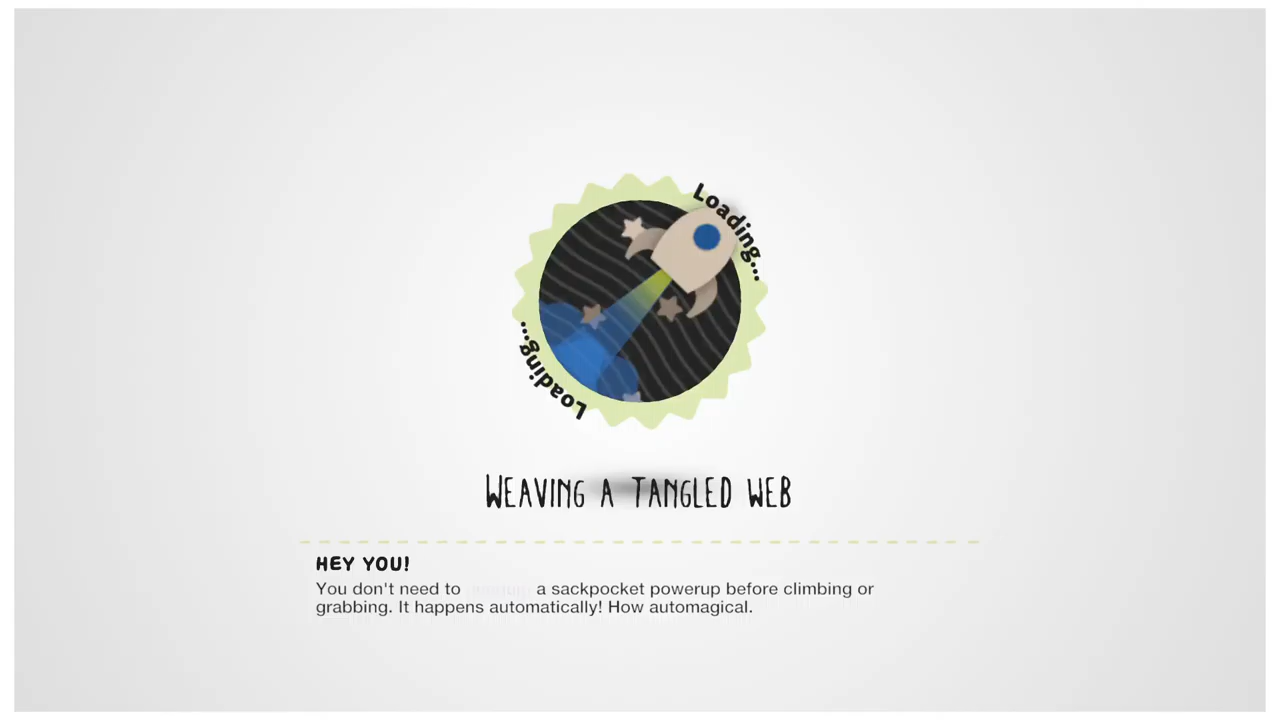 Loading...
Loading...
WEAVING A TANGLED WEB
HEY YOU!
You don't need to a sackpocket powerup before climbing or
grabbing. It happens automatically! How automagical.